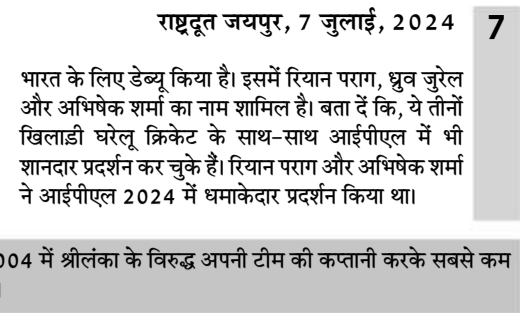 राष्ट्रदूत जयपुर, 7 जुलाई, 2024
7
भारत के लिए डेब्यू किया है। इसमें रियान पराग, ध्रुव जुरेल
और अभिषेक शर्मा का नाम शामिल है। बता दें कि, ये तीनों
खिलाड़ी घरेलू क्रिकेट के साथ-साथ आईपीएल में भी
शानदार प्रदर्शन कर चुके हैं। रियान पराग और अभिषेक शर्मा
ने आईपीएल 2024 में धमाकेदार प्रदर्शन किया था।
004 में श्रीलंका के विरुद्ध अपनी टीम की कप्तानी करके सबसे कम
।